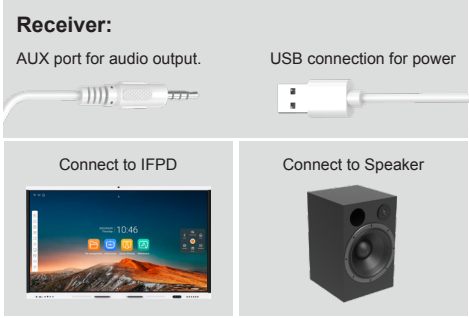 Receiver:
AUX port for audio output.
USB connection for power
Connect to IFPD
Connect to Speaker
10:46